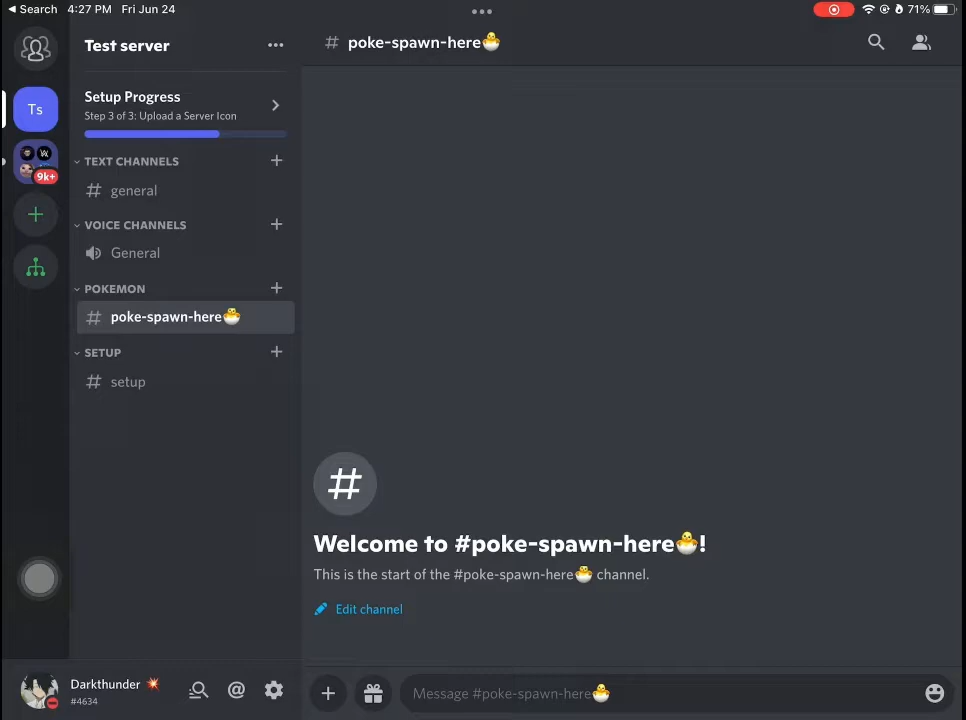 Search 4:27 PM Fri Jun 24
71%
Test server
# poke-spawn-here🐣
Ts
Setup Progress
Step 3 of 3: Upload a Server Icon
9k+
TEXT CHANNELS
# general
VOICE CHANNELS
General
POKEMON
# poke-spawn-here🐣
SETUP
# setup
#
Welcome to #poke-spawn-here🐣!
This is the start of the #poke-spawn-here🐣 channel.
Edit channel
Darkthunder 💥
#4634
@
Message #poke-spawn-here🐣